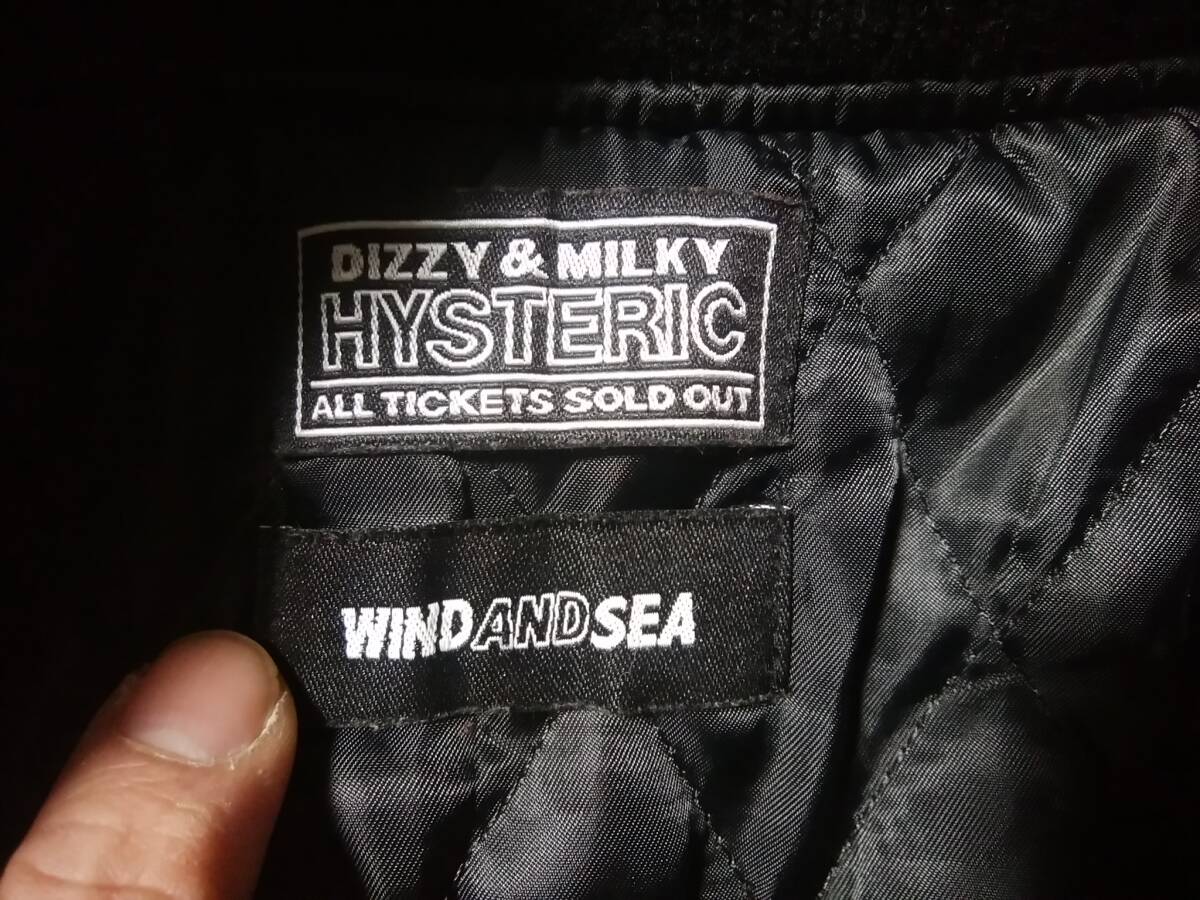 DIZZY & MILKY
HYSTERIC
ALL TICKETS SOLD OUT
WINDANDSEA